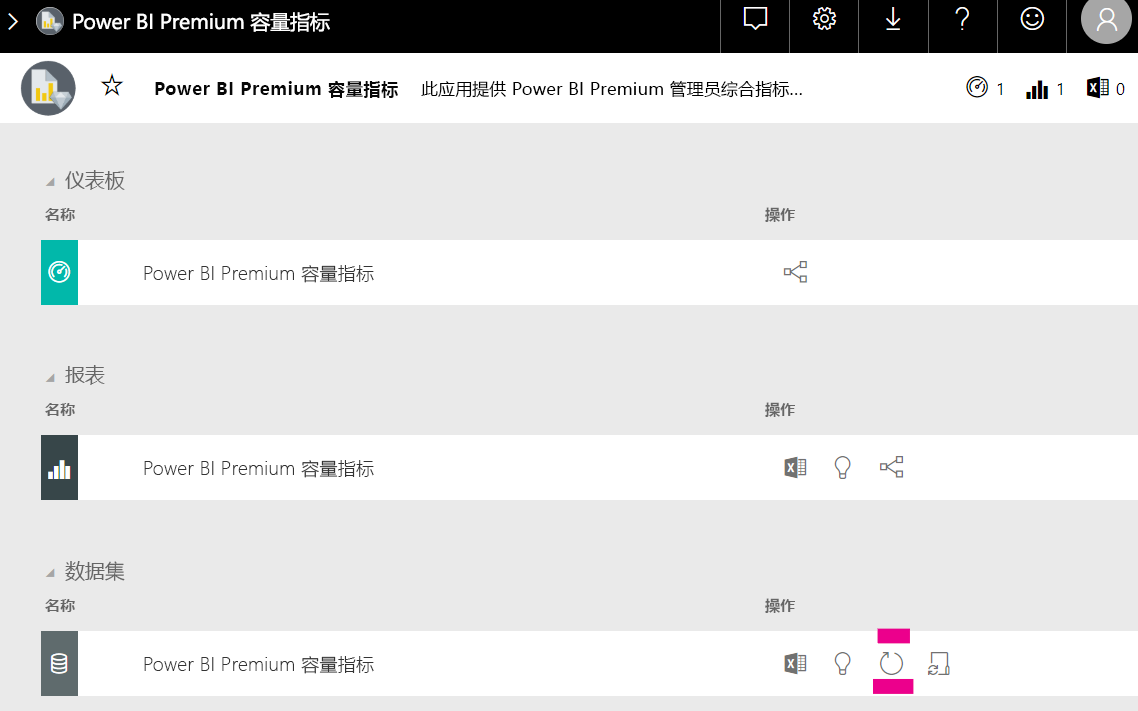 Power BI Premium 容量指标
Power BI Premium 容量指标 此应用提供 Power BI Premium 管理员综合指标... 1 1 0
仪表板
名称 操作
Power BI Premium 容量指标
报表
名称 操作
Power BI Premium 容量指标
数据集
名称 操作
Power BI Premium 容量指标